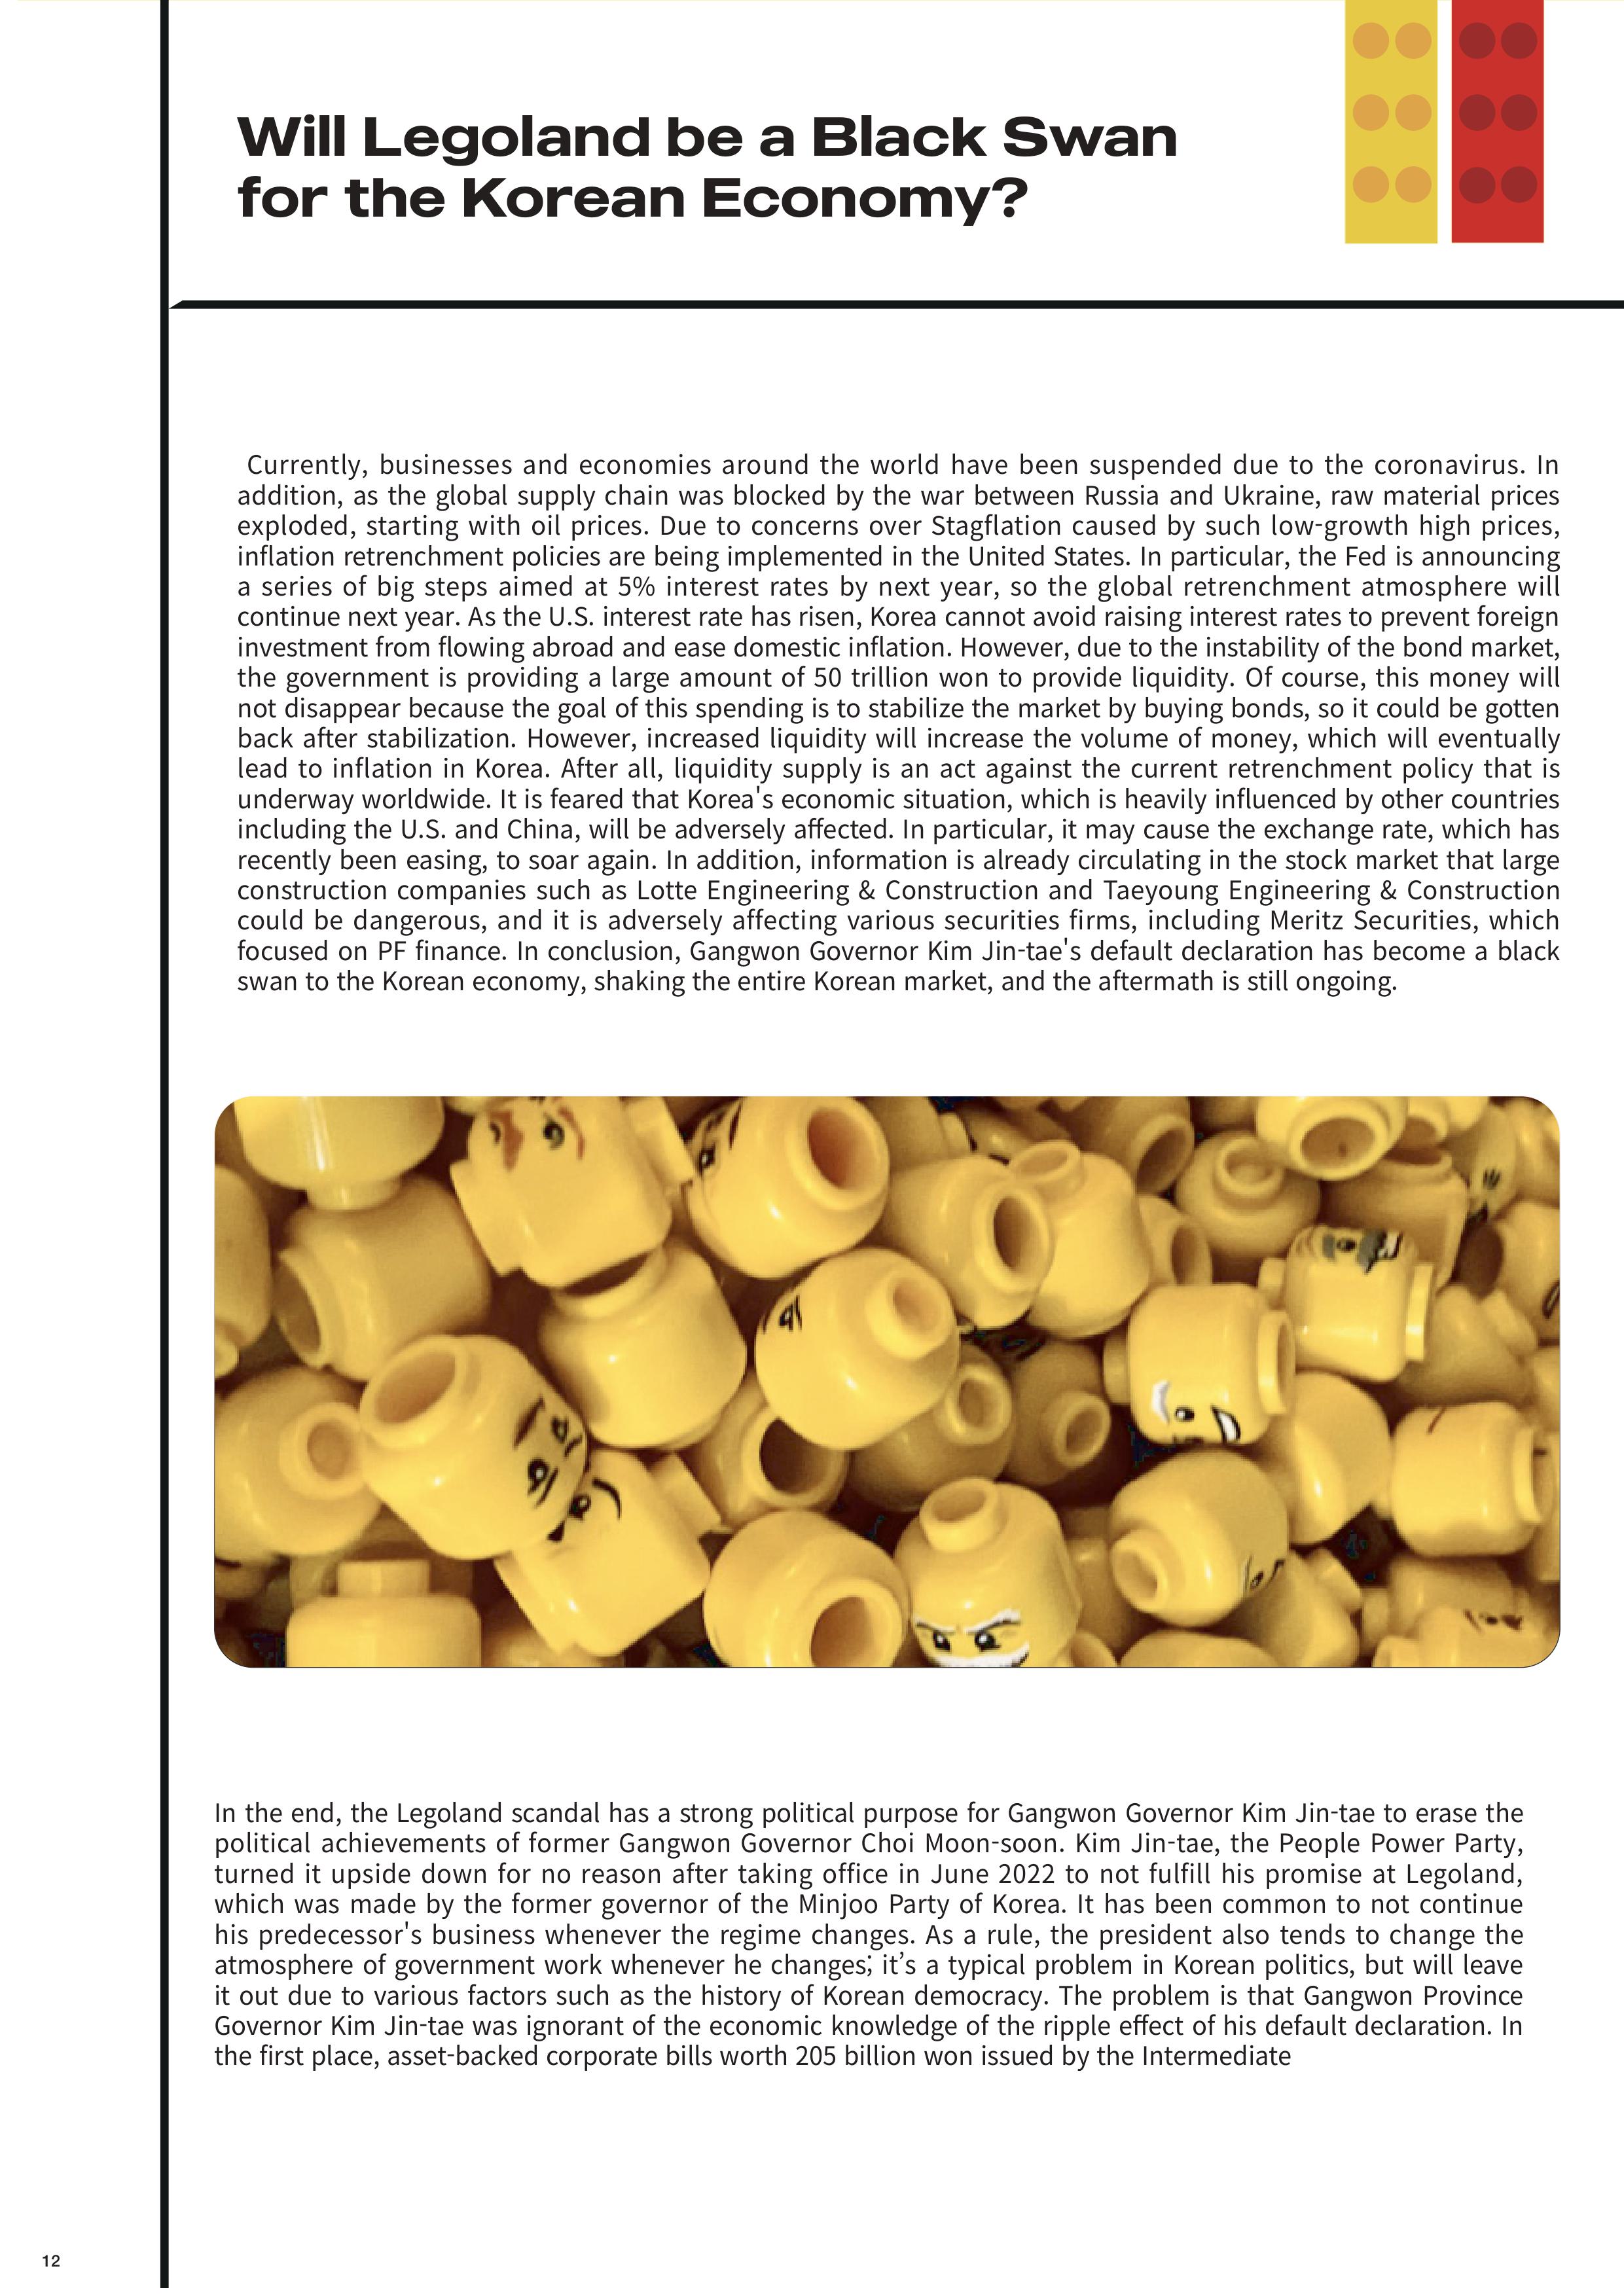 Will Legoland be a Black Swan
for the Korean Economy?
Currently, businesses and economies around the world have been suspended due to the coronavirus. In
addition, as the global supply chain was blocked by the war between Russia and Ukraine, raw material prices
exploded, starting with oil prices. Due to concerns over Stagflation caused by such low-growth high prices,
inflation retrenchment policies are being implemented in the United States. In particular, the Fed is announcing
a series of big steps aimed at 5% interest rates by next year, so the global retrenchment atmosphere will
continue next year. As the U.S. interest rate has risen, Korea cannot avoid raising interest rates to prevent foreign
investment from flowing abroad and ease domestic inflation. However, due to the instability of the bond market,
the government is providing a large amount of 50 trillion won to provide liquidity. Of course, this money will
not disappear because the goal of this spending is to stabilize the market by buying bonds, so it could be gotten
back after stabilization. However, increased liquidity will increase the volume of money, which will eventually
lead to inflation in Korea. After all, liquidity supply is an act against the current retrenchment policy that is
underway worldwide. It is feared that Korea's economic situation, which is heavily influenced by other countries
including the U.S. and China, will be adversely affected. In particular, it may cause the exchange rate, which has
recently been easing, to soar again. In addition, information is already circulating in the stock market that large
construction companies such as Lotte Engineering & Construction and Taeyoung Engineering & Construction
could be dangerous, and it is adversely affecting various securities firms, including Meritz Securities, which
focused on PF finance. In conclusion, Gangwon Governor Kim Jin-tae's default declaration has become a black
swan to the Korean economy, shaking the entire Korean market, and the aftermath is still ongoing.
In the end, the Legoland scandal has a strong political purpose for Gangwon Governor Kim Jin-tae to erase the
political achievements of former Gangwon Governor Choi Moon-soon. Kim Jin-tae, the People Power Party,
turned it upside down for no reason after taking office in June 2022 to not fulfill his promise at Legoland,
which was made by the former governor of the Minjoo Party of Korea. It has been common to not continue
his predecessor's business whenever the regime changes. As a rule, the president also tends to change the
atmosphere of government work whenever he changes; it’s a typical problem in Korean politics, but will leave
it out due to various factors such as the history of Korean democracy. The problem is that Gangwon Province
Governor Kim Jin-tae was ignorant of the economic knowledge of the ripple effect of his default declaration. In
the first place, asset-backed corporate bills worth 205 billion won issued by the Intermediate
12